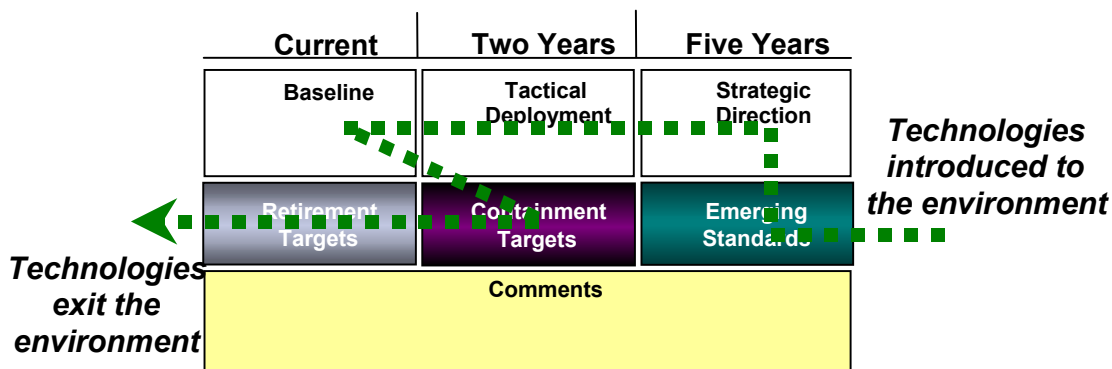 Current
Two Years
Five Years
Baseline
Tactical
Deployment
Strategic
Direction
Technologies
introduced to
the environment
Retirement
Targets
Containment
Targets
Emerging
Standards
Technologies
exit the
environment
Comments